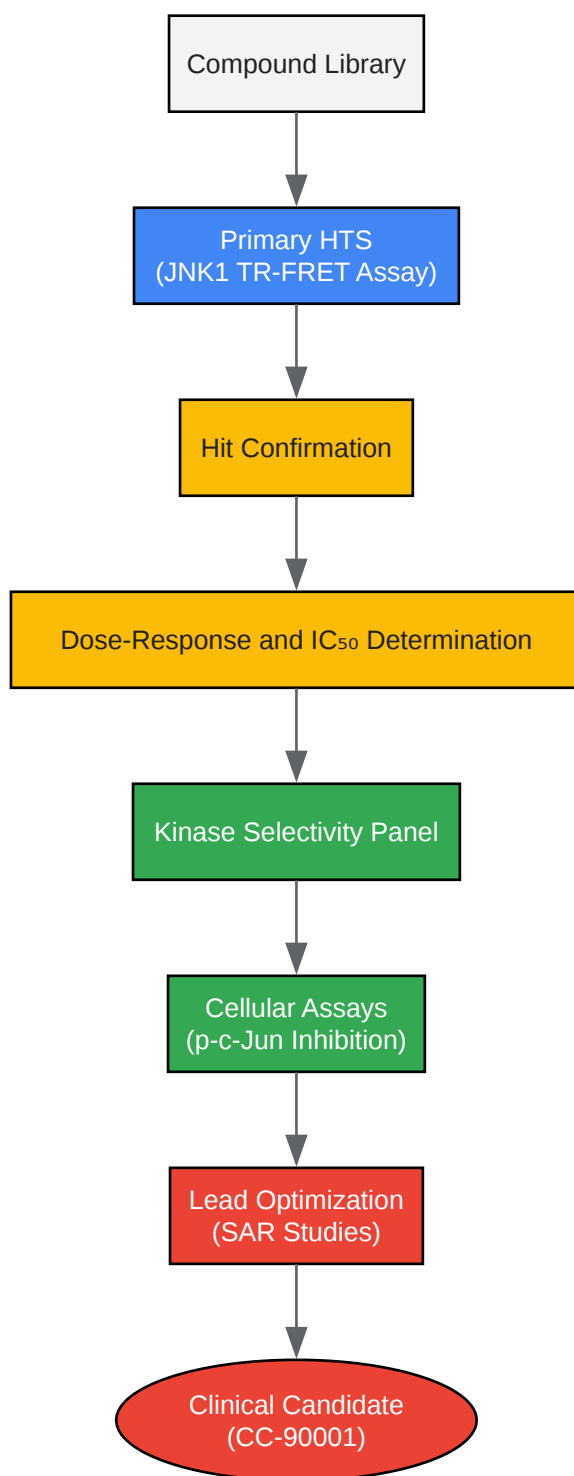 Compound Library
Primary HTS
(JNK1 TR-FRET Assay)
Hit Confirmation
Dose-Response and IC₅₀ Determination
Kinase Selectivity Panel
Cellular Assays
(p-c-Jun Inhibition)
Lead Optimization
(SAR Studies)
Clinical Candidate
(CC-90001)